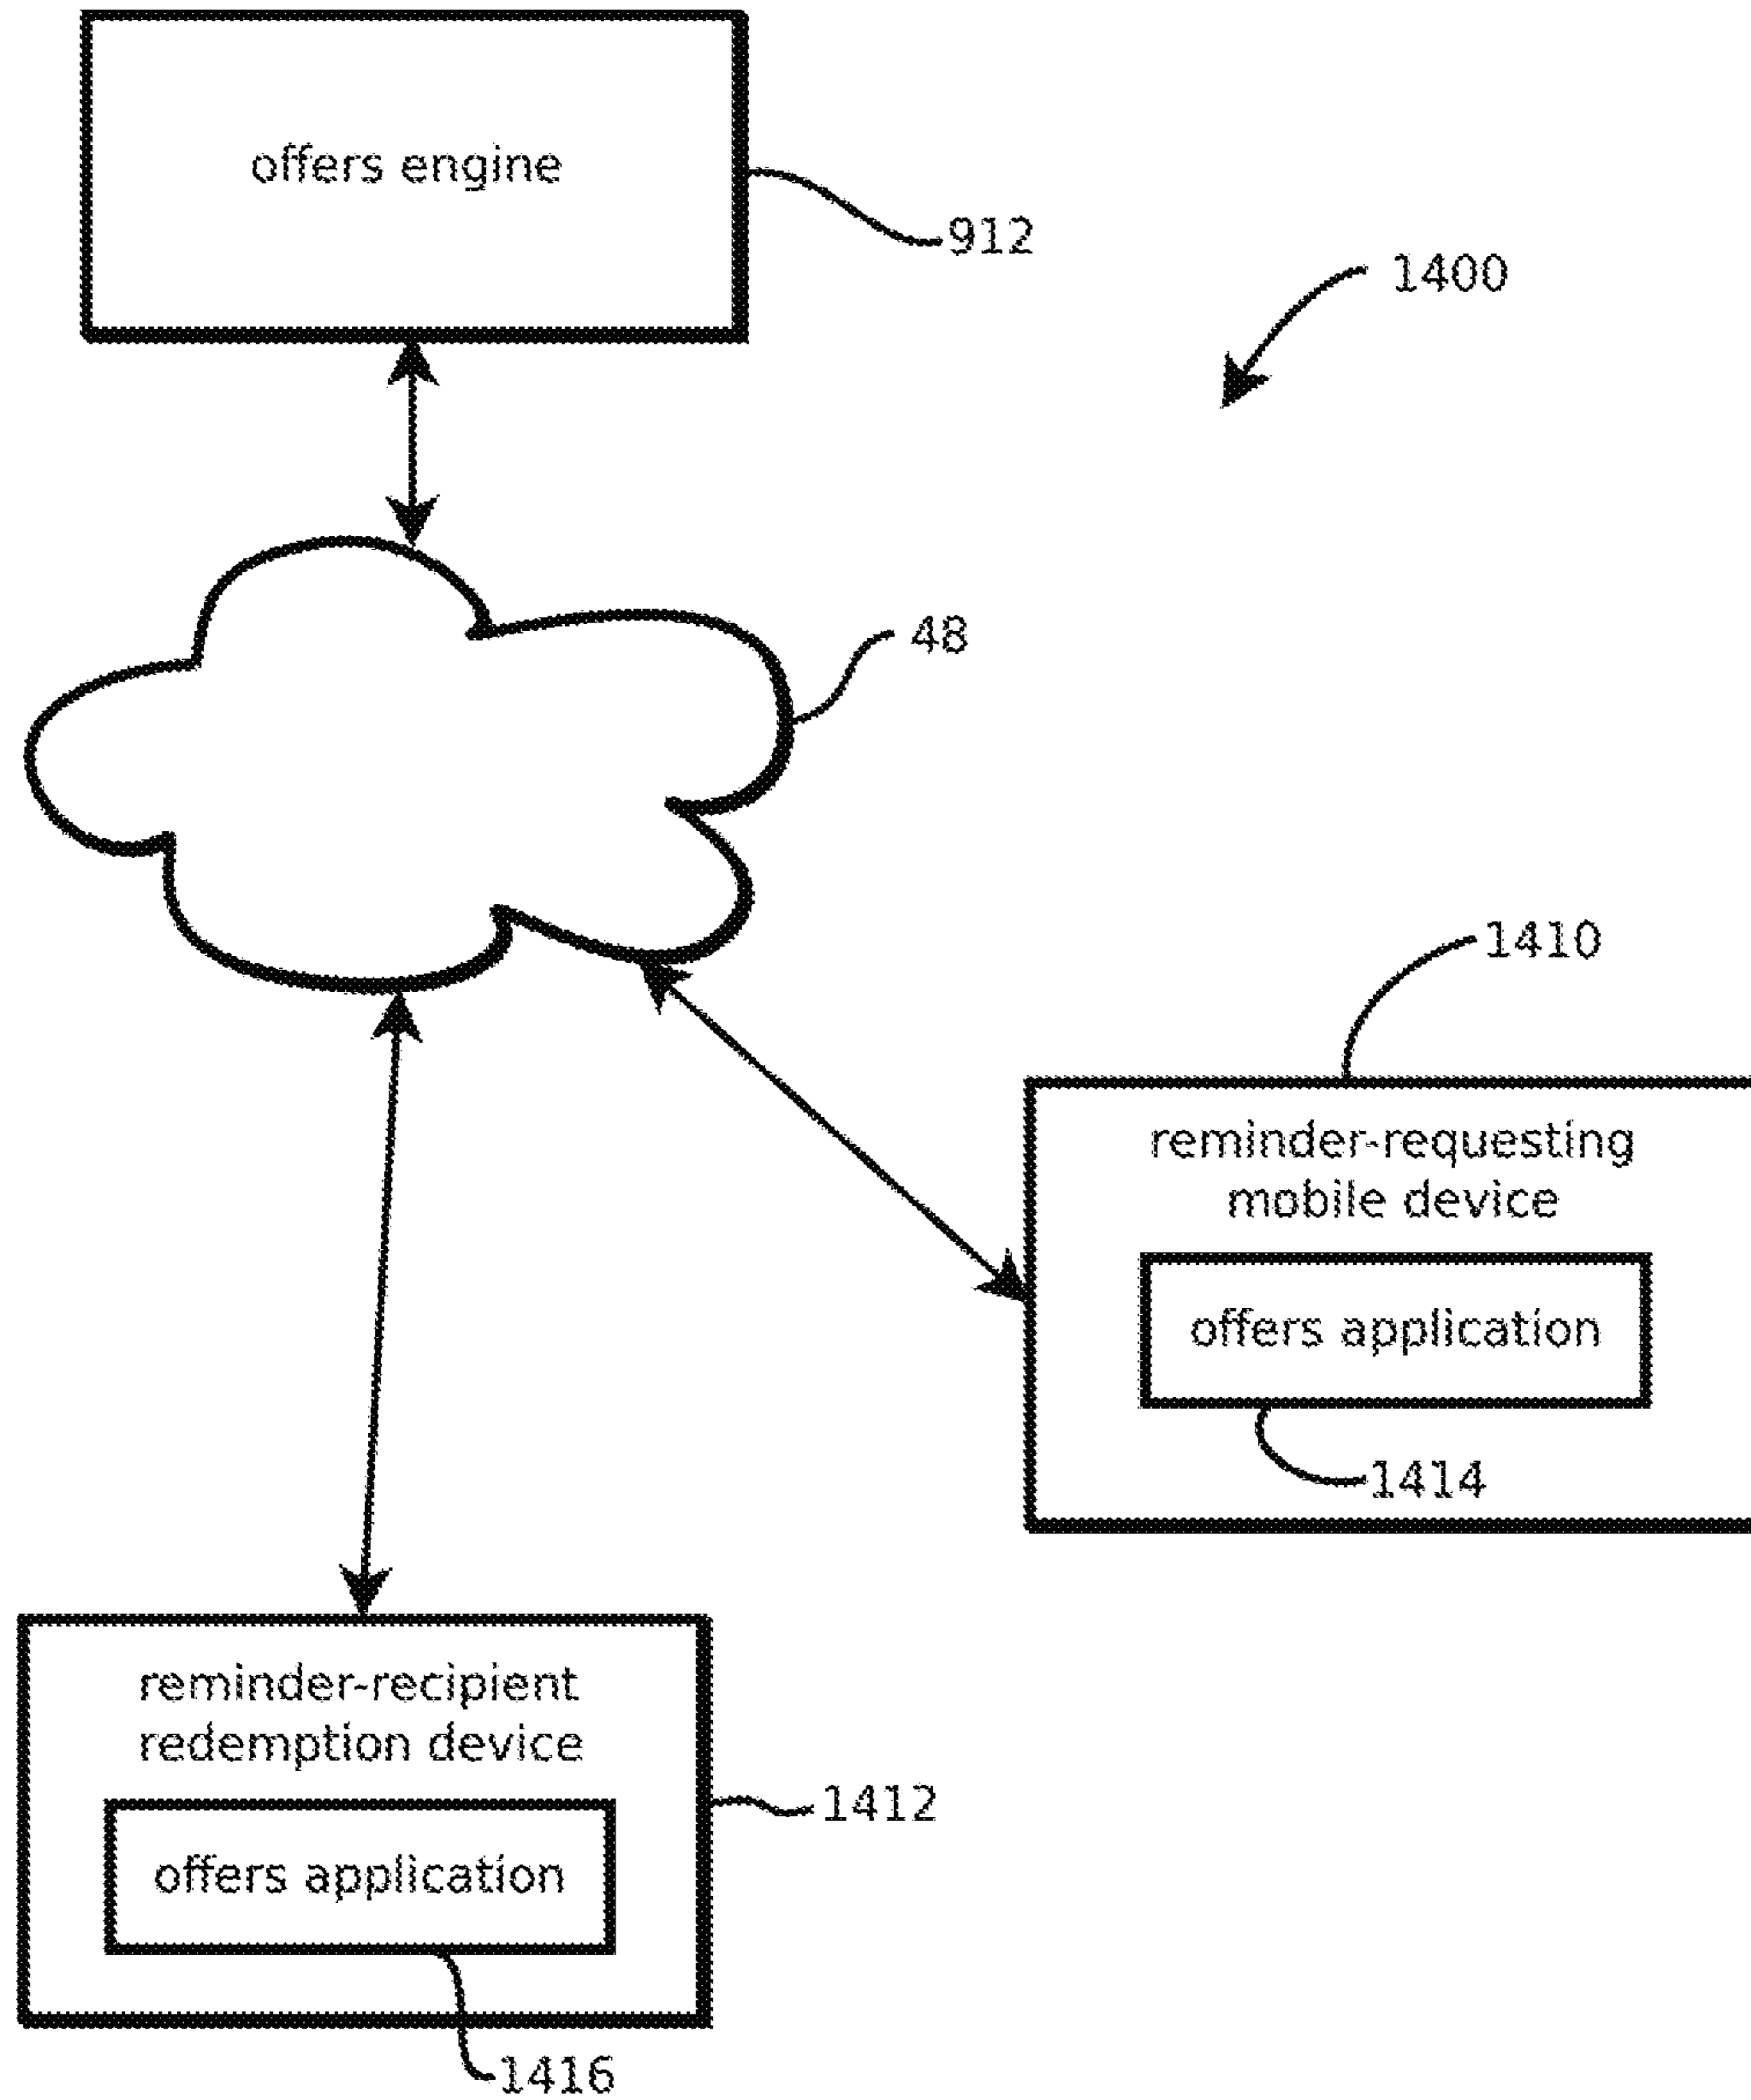 offers engine
912
1400
48
1410
reminder-requesting
mobile device
offers application
1414
reminder-recipient
redemption device
1412
offers application
1416